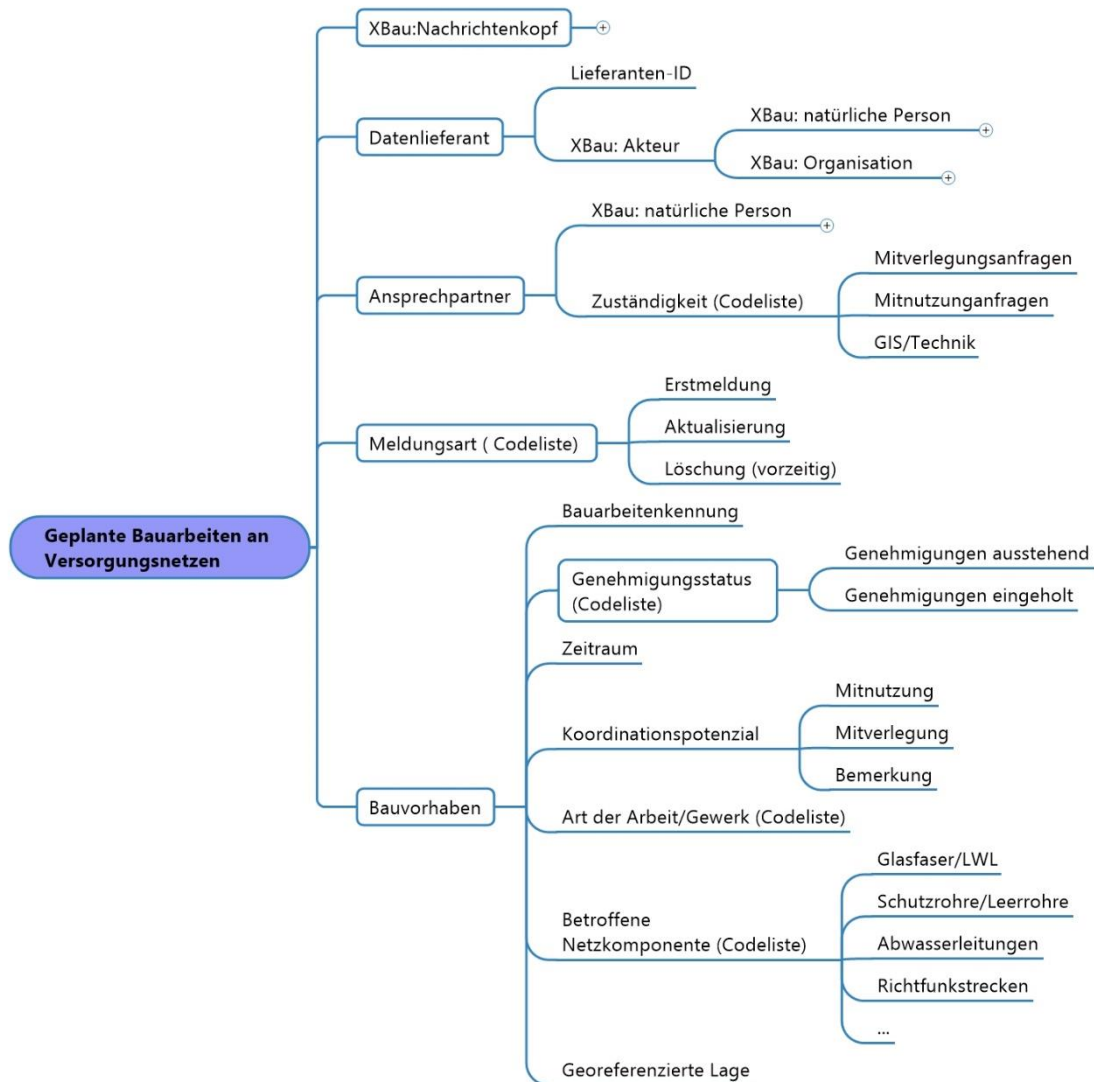 XBau:Nachrichtenkopf
Lieferanten-ID
Datenlieferant
XBau: Akteur
XBau: natürliche Person
XBau: Organisation
XBau: natürliche Person
Ansprechpartner
Zuständigkeit (Codeliste)
Mitverlegungsanfragen
Mitnutzunganfragen
GIS/Technik
Meldungsart ( Codeliste)
Erstmeldung
Aktualisierung
Löschung (vorzeitig)
Geplante Bauarbeiten an
Versorgungsnetzen
Bauvorhaben
Bauarbeitenkennung
Genehmigungsstatus
(Codeliste)
Genehmigungen ausstehend
Genehmigungen eingeholt
Zeitraum
Koordinationspotenzial
Mitnutzung
Mitverlegung
Bemerkung
Art der Arbeit/Gewerk (Codeliste)
Betroffene
Netzkomponente (Codeliste)
Glasfaser/LWL
Schutzrohre/Leerrohre
Abwasserleitungen
Richtfunkstrecken
...
Georeferenzierte Lage